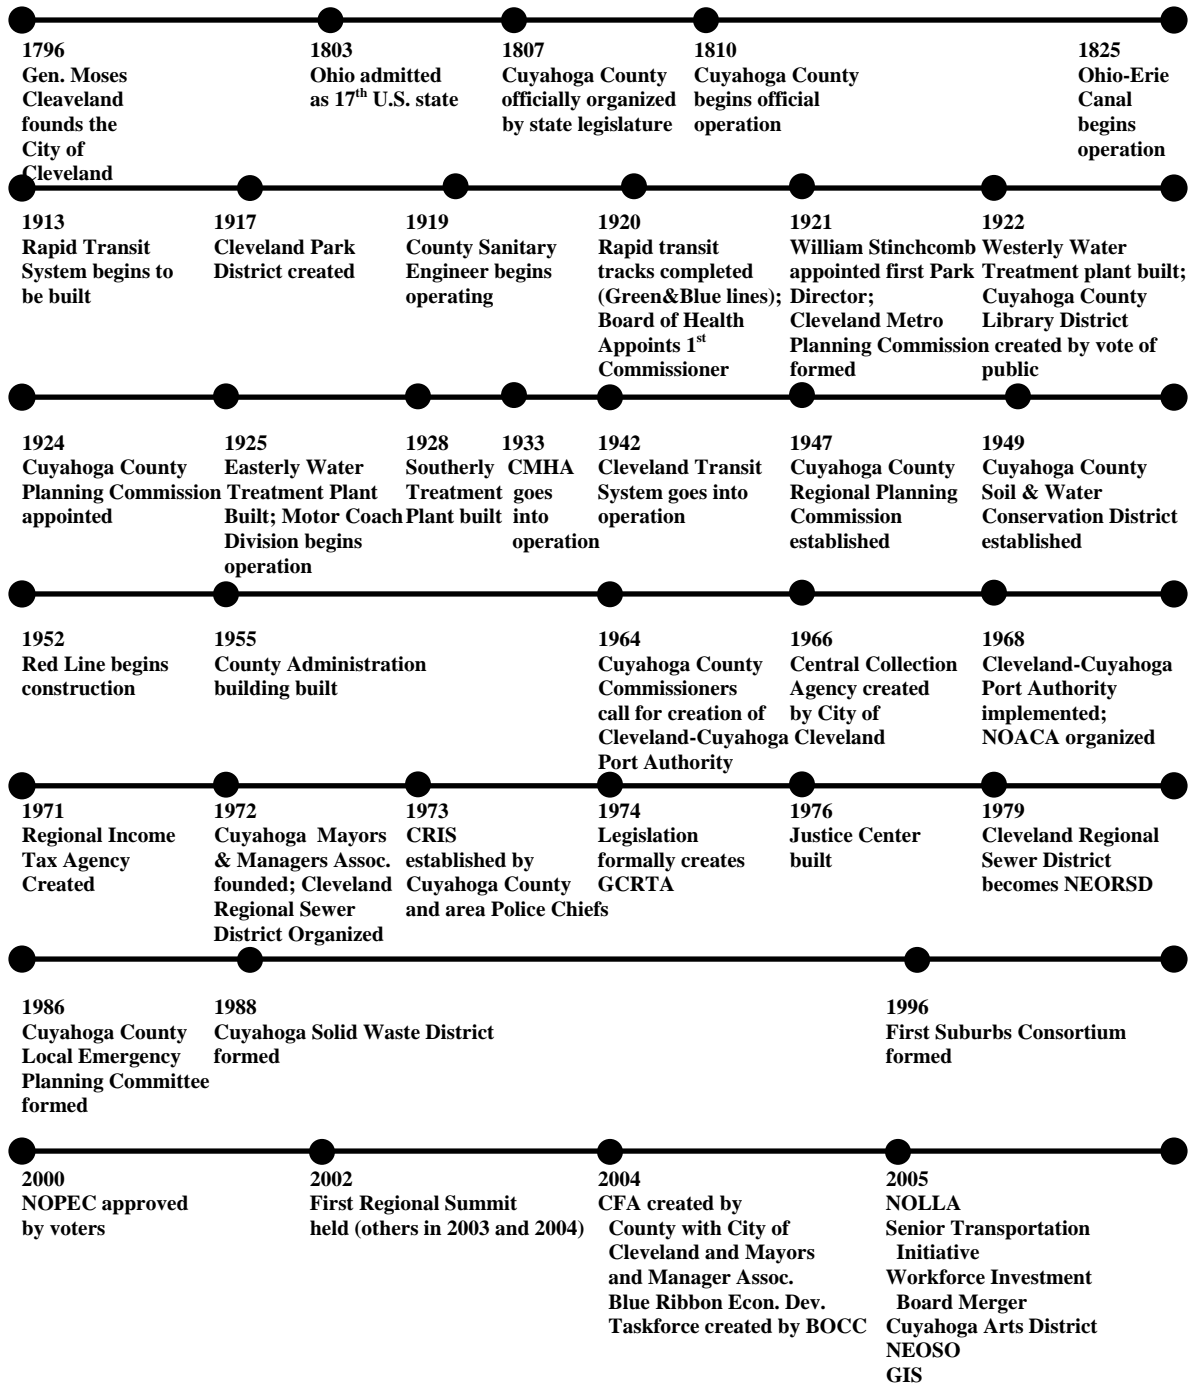 1796
Gen. Moses
Cleaveland
founds the
City of
Cleveland
1803
Ohio admitted
as 17th U.S. state
1807
Cuyahoga County
officially organized
by state legislature
1810
Cuyahoga County
begins official
operation
1825
Ohio-Erie
Canal
begins
operation
1913
Rapid Transit
System begins to
be built
1917
Cleveland Park
District created
1919
County Sanitary
Engineer begins
operating
1920
Rapid transit
tracks completed
(Green&Blue lines);
Board of Health
Appoints 1st
Commissioner
1921
William Stinchcomb
appointed first Park
Director;
Cleveland Metro
Planning Commission
formed
1922
Westerly Water
Treatment plant built;
Cuyahoga County
Library District
created by vote of
public
1924
Cuyahoga County
Planning Commission
appointed
1925
Easterly Water
Treatment Plant
Built; Motor Coach
Division begins
operation
1928
Southerly
Treatment
Plant built
1933
CMHA
goes
into
operation
1942
Cleveland Transit
System goes into
operation
1947
Cuyahoga County
Regional Planning
Commission
established
1949
Cuyahoga County
Soil & Water
Conservation District
established
1952
Red Line begins
construction
1955
County Administration
building built
1964
Cuyahoga County
Commissioners
call for creation of
Cleveland-Cuyahoga
Port Authority
1966
Central Collection
Agency created
by City of
Cleveland
1968
Cleveland-Cuyahoga
Port Authority
implemented;
NOACA organized
1971
Regional Income
Tax Agency
Created
1972
Cuyahoga Mayors
& Managers Assoc.
founded; Cleveland
Regional Sewer
District Organized
1973
CRIS
established by
Cuyahoga County
and area Police Chiefs
1974
Legislation
formally creates
GCRTA
1976
Justice Center
built
1979
Cleveland Regional
Sewer District
becomes NEORSD
1986
Cuyahoga County
Local Emergency
Planning Committee
formed
1988
Cuyahoga Solid Waste District
formed
1996
First Suburbs Consortium
formed
2000
NOPEC approved
by voters
2002
First Regional Summit
held (others in 2003 and 2004)
2004
CFA created by
County with City of
Cleveland and Mayors
and Manager Assoc.
Blue Ribbon Econ. Dev.
Taskforce created by BOCC
2005
NOLLA
Senior Transportation
Initiative
Workforce Investment
Board Merger
Cuyahoga Arts District
NEOSO
GIS